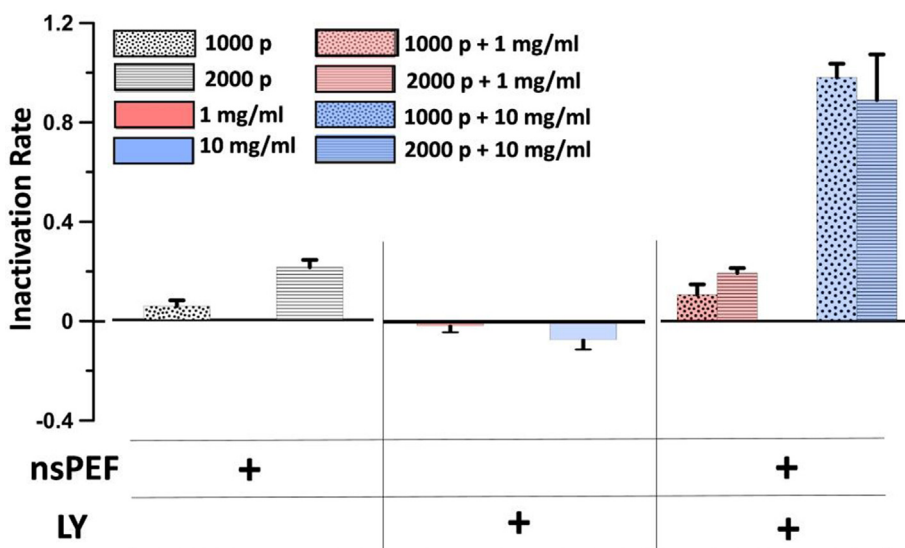 1.2
0.8
0.4
0
-0.4
Inactivation Rate
1000 p
2000 p
1 mg/ml
10 mg/ml
1000 p + 1 mg/ml
2000 p + 1 mg/ml
1000 p + 10 mg/ml
2000 p + 10 mg/ml
nsPEF + +
LY + +